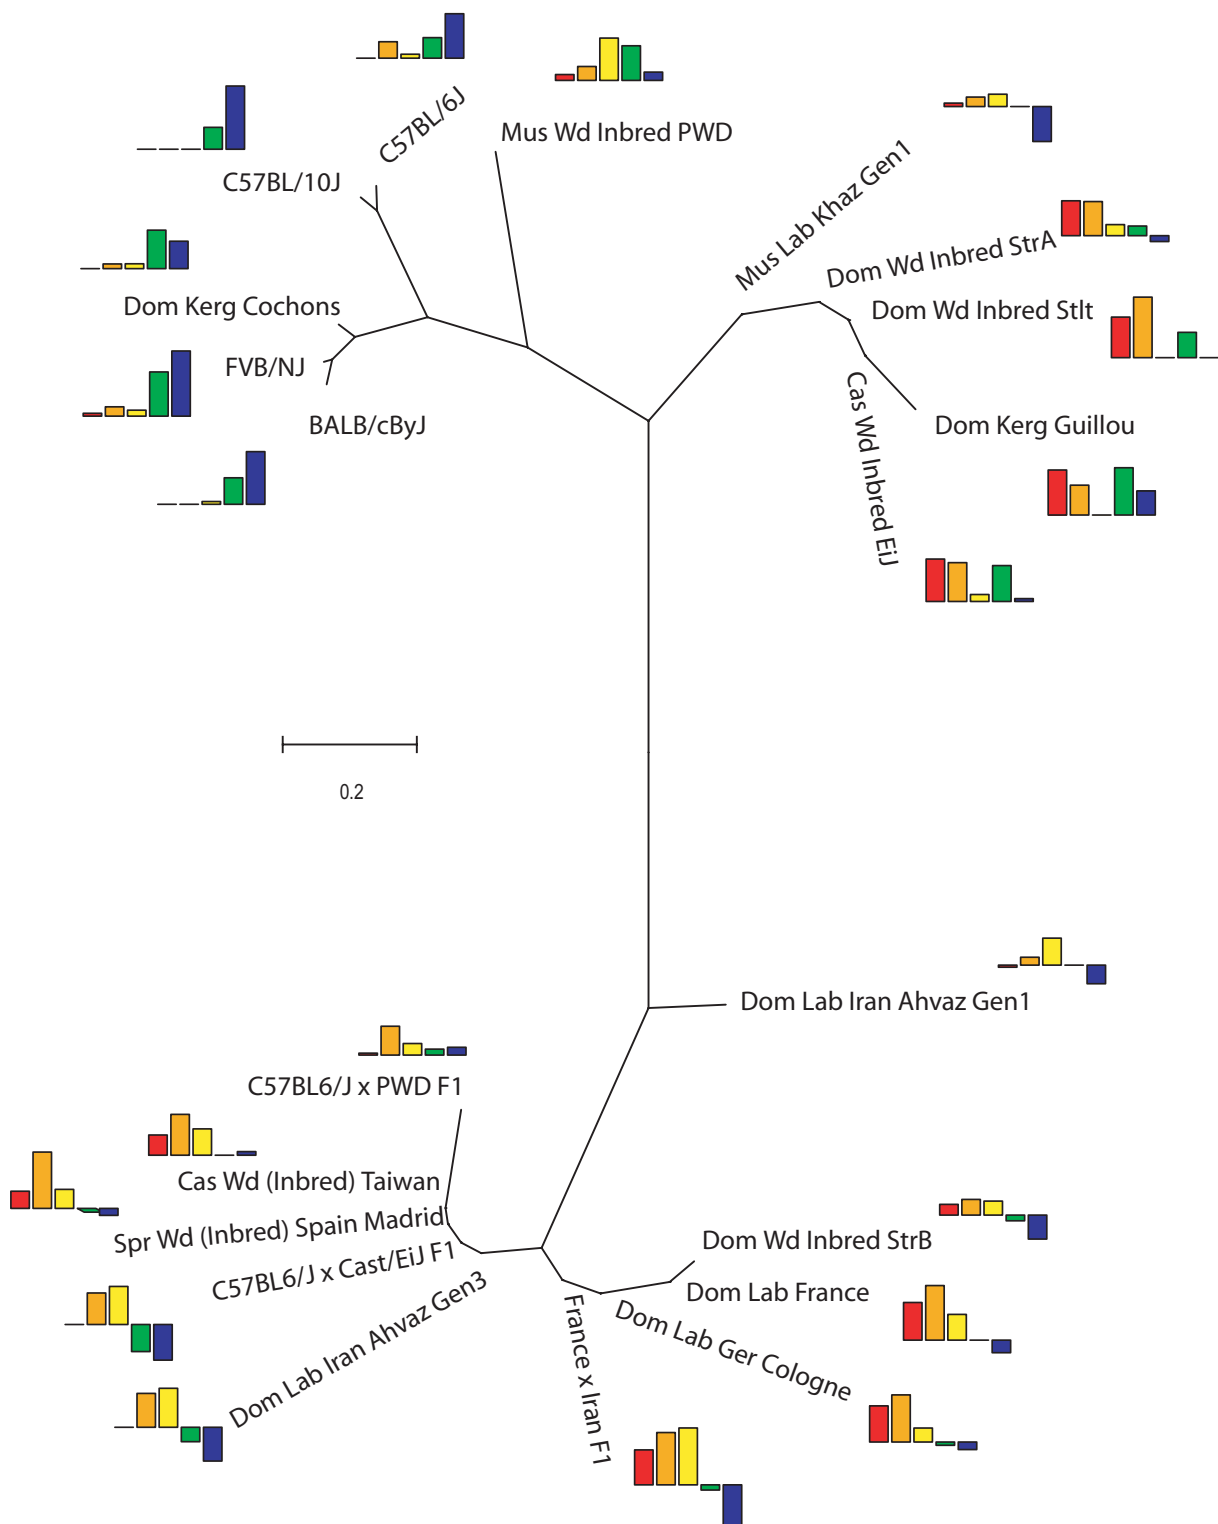 C57BL/6J
Mus Wd Inbred PWD
C57BL/10J
Mus Lab Khaz Gen1
Dom Wd Inbred StrA
Dom Kerg Cochons
Dom Wd Inbred StIt
FVB/NJ
Cas Wd Inbred EiJ
BALB/cByJ
Dom Kerg Guillou
0.2
Dom Lab Iran Ahvaz Gen1
C57BL6/J x PWD F1
Cas Wd (Inbred) Taiwan
Spr Wd (Inbred) Spain Madrid
Dom Wd Inbred StrB
C57BL6/J x Cast/EiJ F1
Dom Lab France
Dom Lab Iran Ahvaz Gen3
Dom Lab Ger Cologne
France x Iran F1